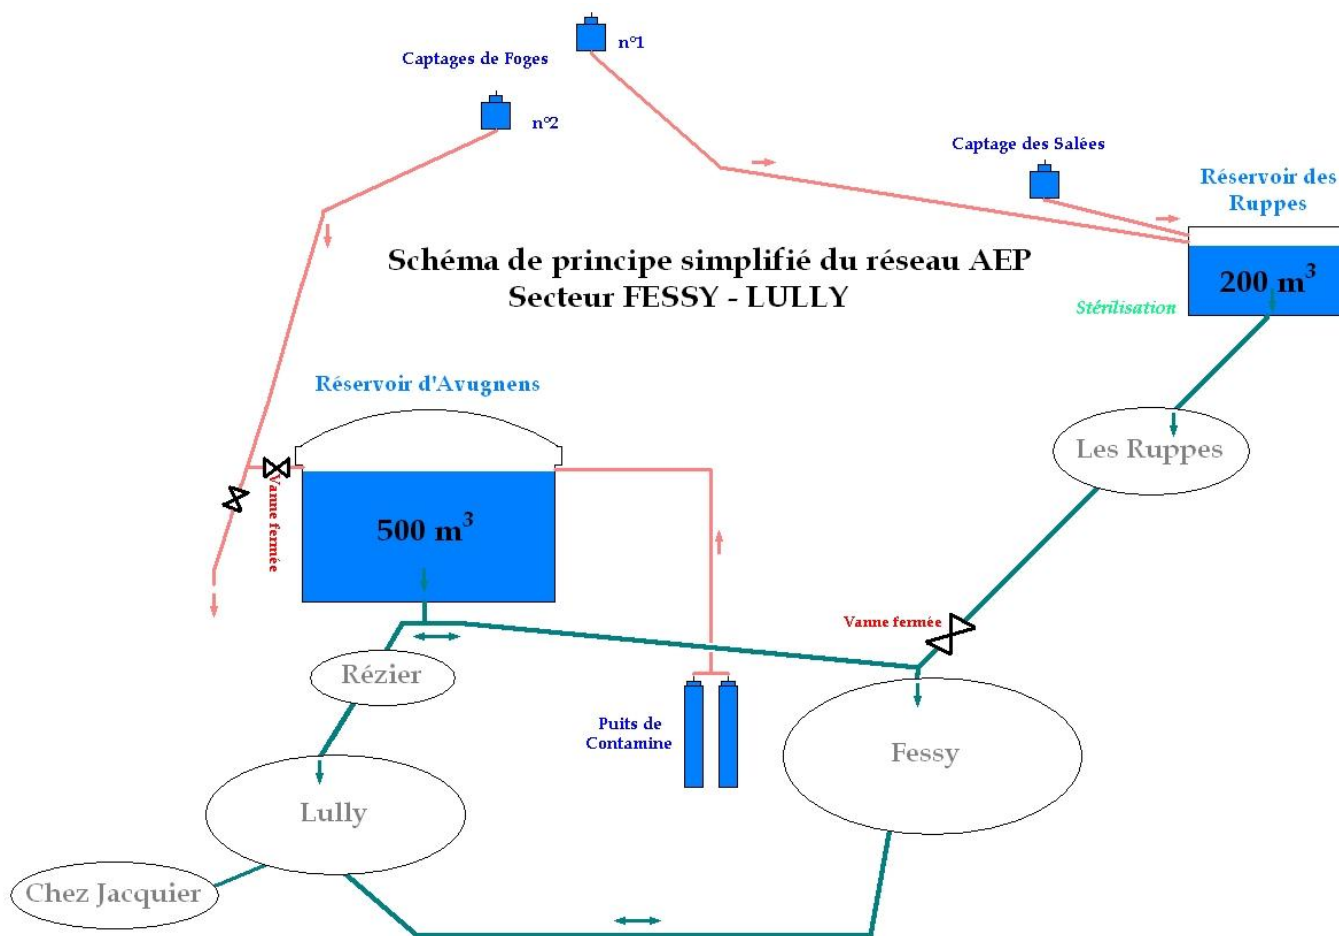 n°1
Captages de Foges
n°2
Captage des Salées
Réservoir des
Ruppes
Schéma de principe simplifié du réseau AEP
Secteur FESSY - LULLY
200 m³
Stérilisation
Réservoir d'Avugnens
Les Ruppes
Vanne fermée
500 m³
Vanne fermée
Rézier
Puits de
Contamine
Fessy
Lully
Chez Jacquier